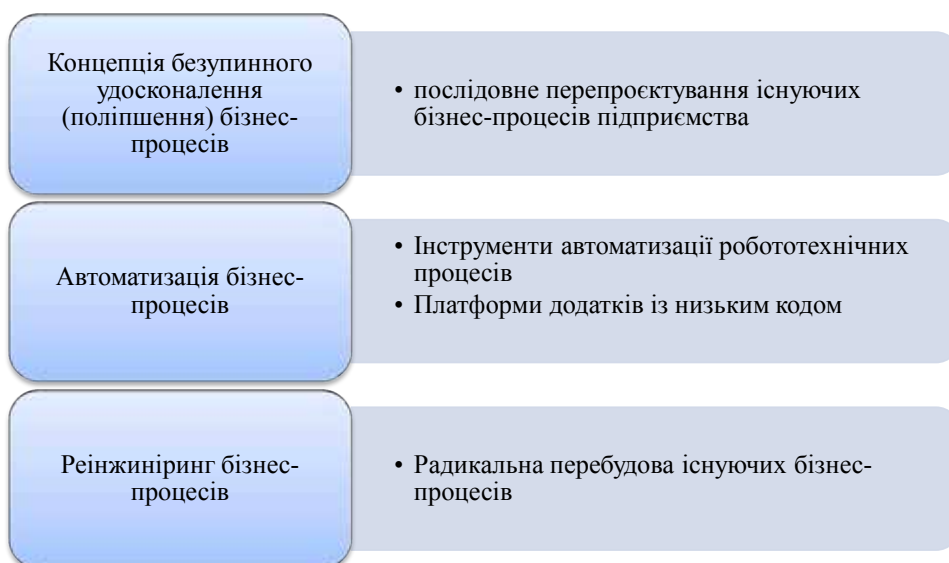 Концепція безупинного
удосконалення
(поліпшення) бізнес-
процесів
• послідовне перепроєктування існуючих
бізнес-процесів підприємства
Автоматизація бізнес-
процесів
• Інструменти автоматизації робототехнічних
процесів
• Платформи додатків із низьким кодом
Реінжиніринг бізнес-
процесів
• Радикальна перебудова існуючих бізнес-
процесів